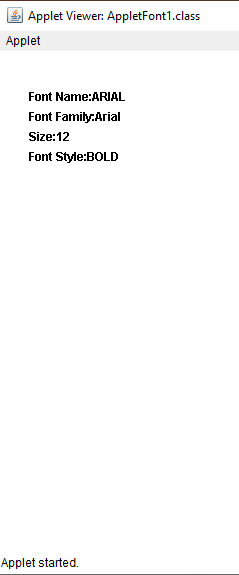 Applet Viewer: AppletFont1.class
Applet
Font Name:ARIAL
Font Family:Arial
Size:12
Font Style:BOLD
Applet started.